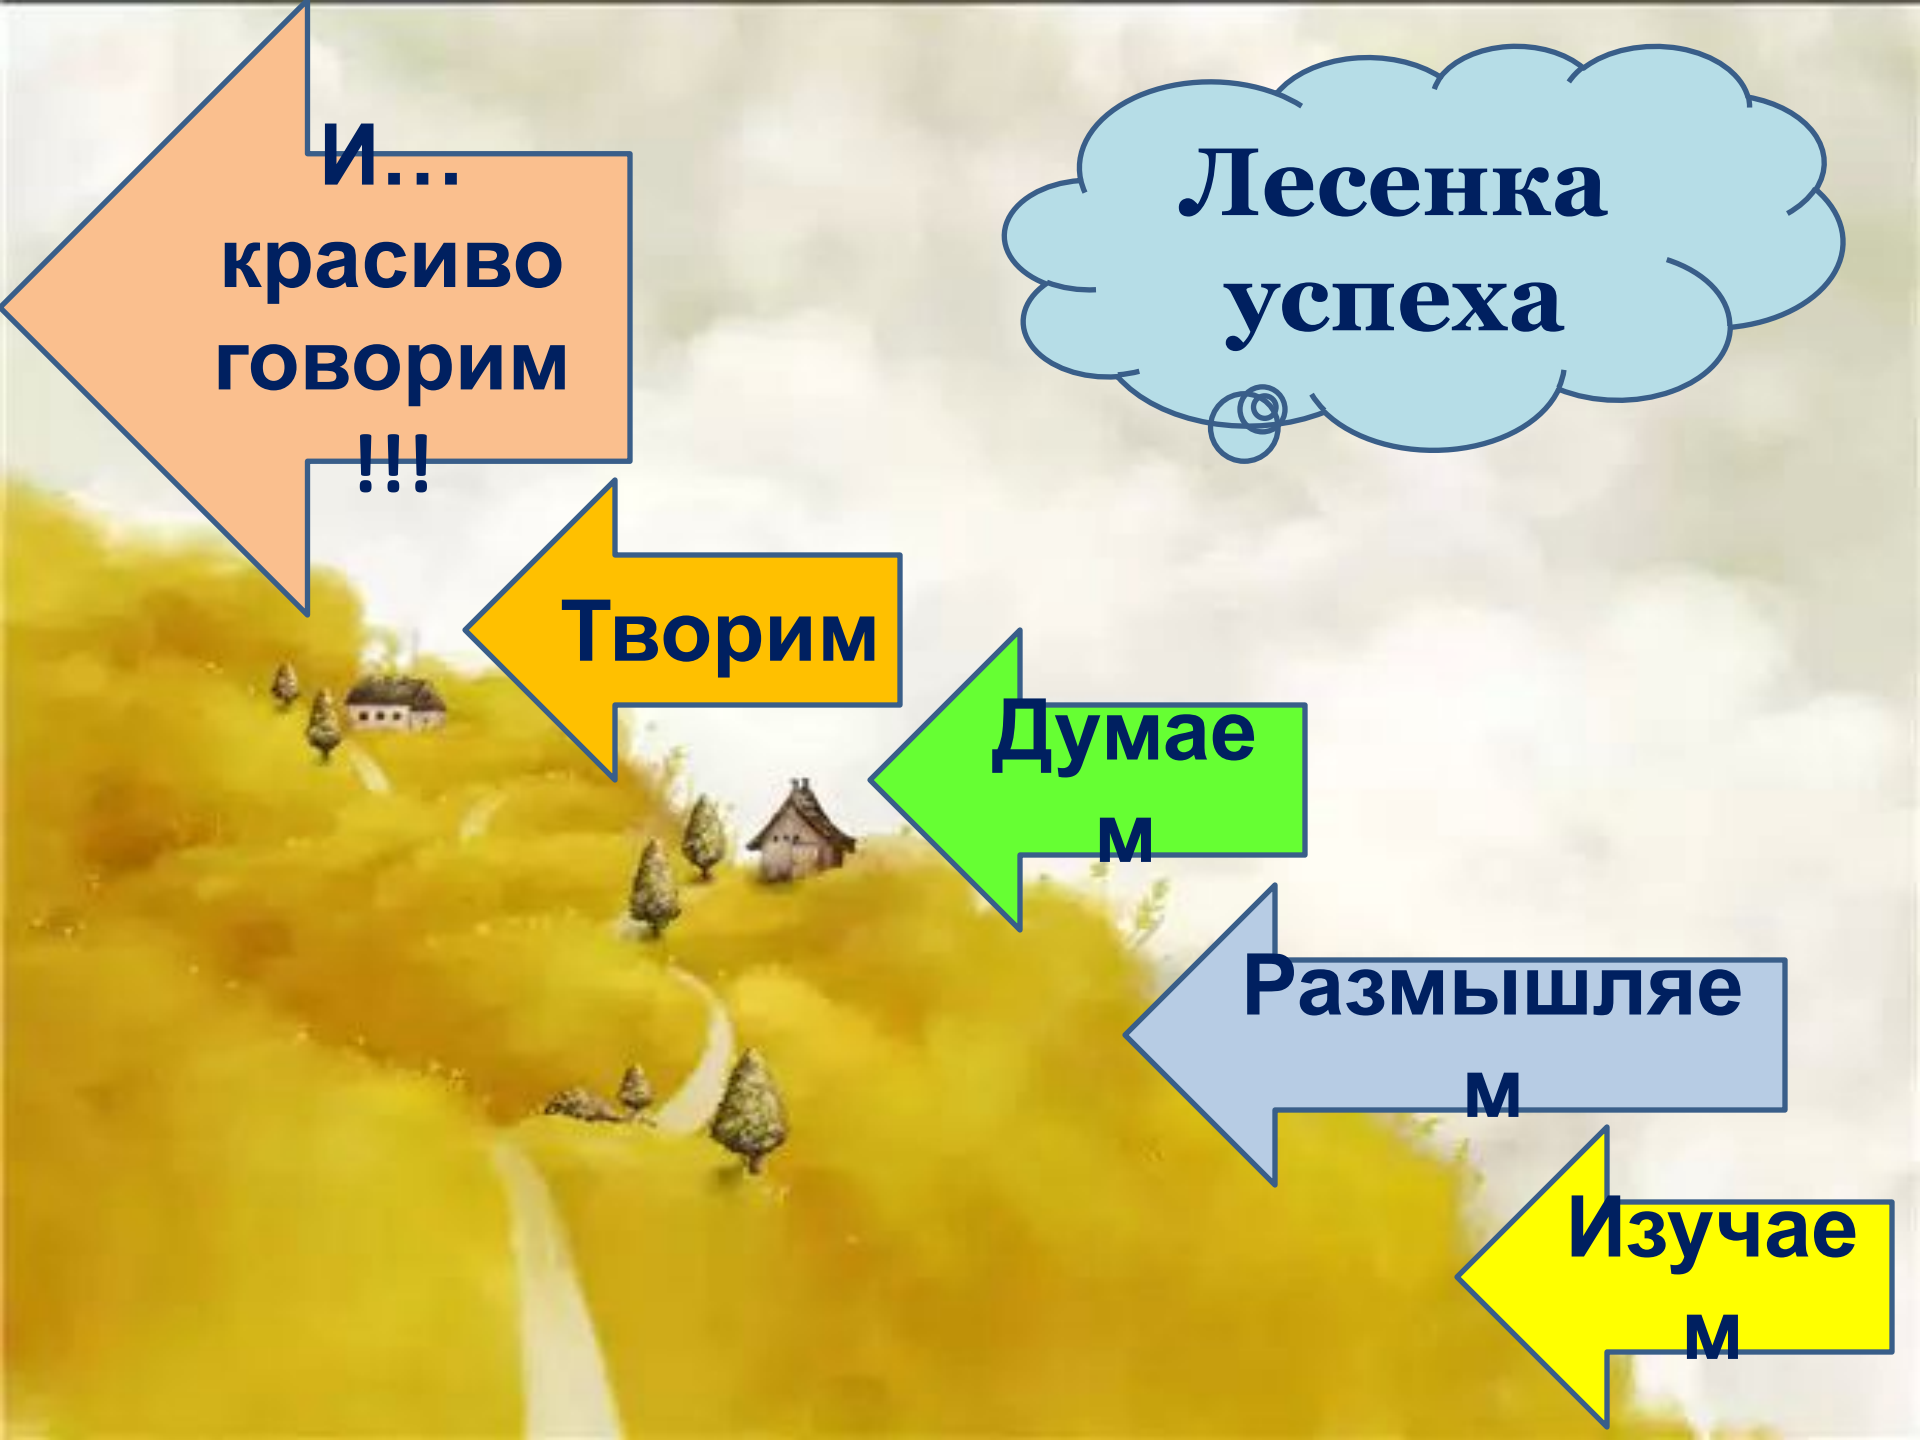 И…
красиво
говорим
!!!
Лесенка
успеха
Творим
Думае
м
Размышляе
м
Изучае
м